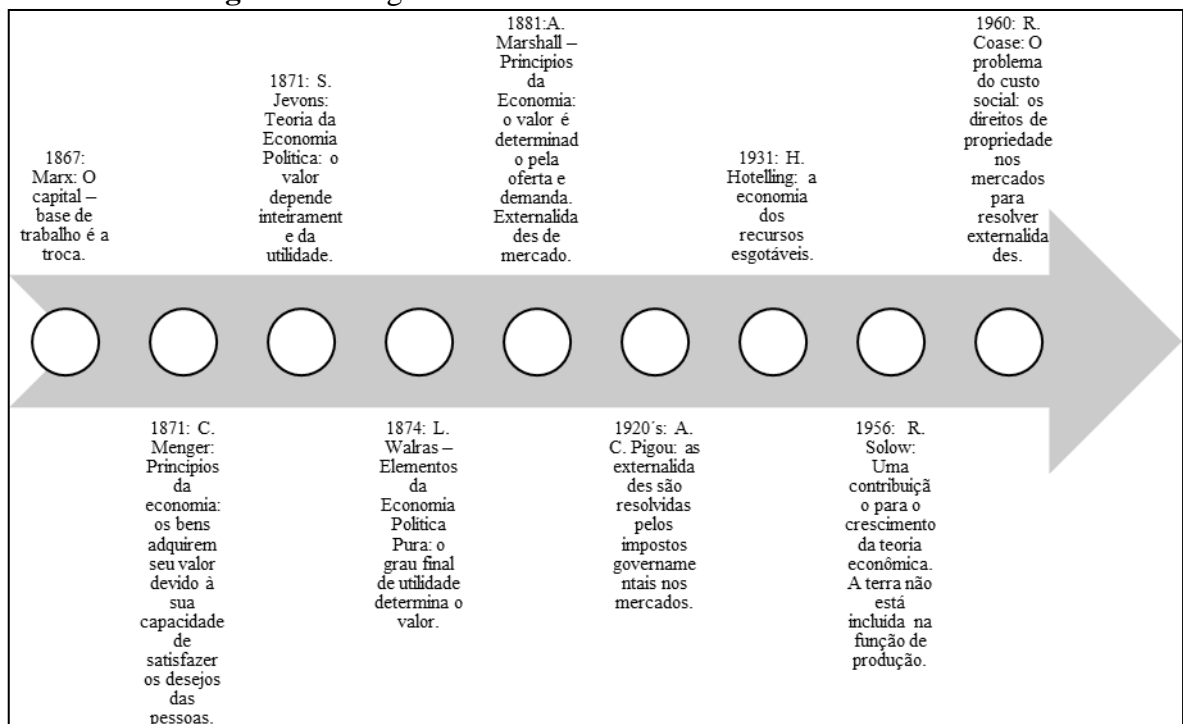 1867:
Marx: O
capital –
base de
trabalho é a
troca.
1871: C.
Menger:
Princípios
da
economia:
os bens
adquirem
seu valor
devido à
sua
capacidade
de
satisfazer
os desejos
das
pessoas.
1871: S.
Jevons:
Teoria da
Economia
Política: o
valor
depende
inteirament
e da
utilidade.
1874: L.
Walras –
Elementos
da
Economia
Política
Pura: o
grau final
de utilidade
determina o
valor.
1881:A.
Marshall –
Princípios
da
Economia:
o valor é
determinad
o pela
oferta e
demanda.
Externalida
des de
mercado.
1920´s: A.
C. Pigou: as
externalida
des são
resolvidas
pelos
impostos
govername
ntais nos
mercados.
1931: H.
Hotelling: a
economia
dos
recursos
esgotáveis.
1956: R.
Solow:
Uma
contribuiçã
o para o
crescimento
da teoria
econômica.
A terra não
está
incluída na
função de
produção.
1960: R.
Coase: O
problema
do custo
social: os
direitos de
propriedade
nos
mercados
para
resolver
externalida
des.